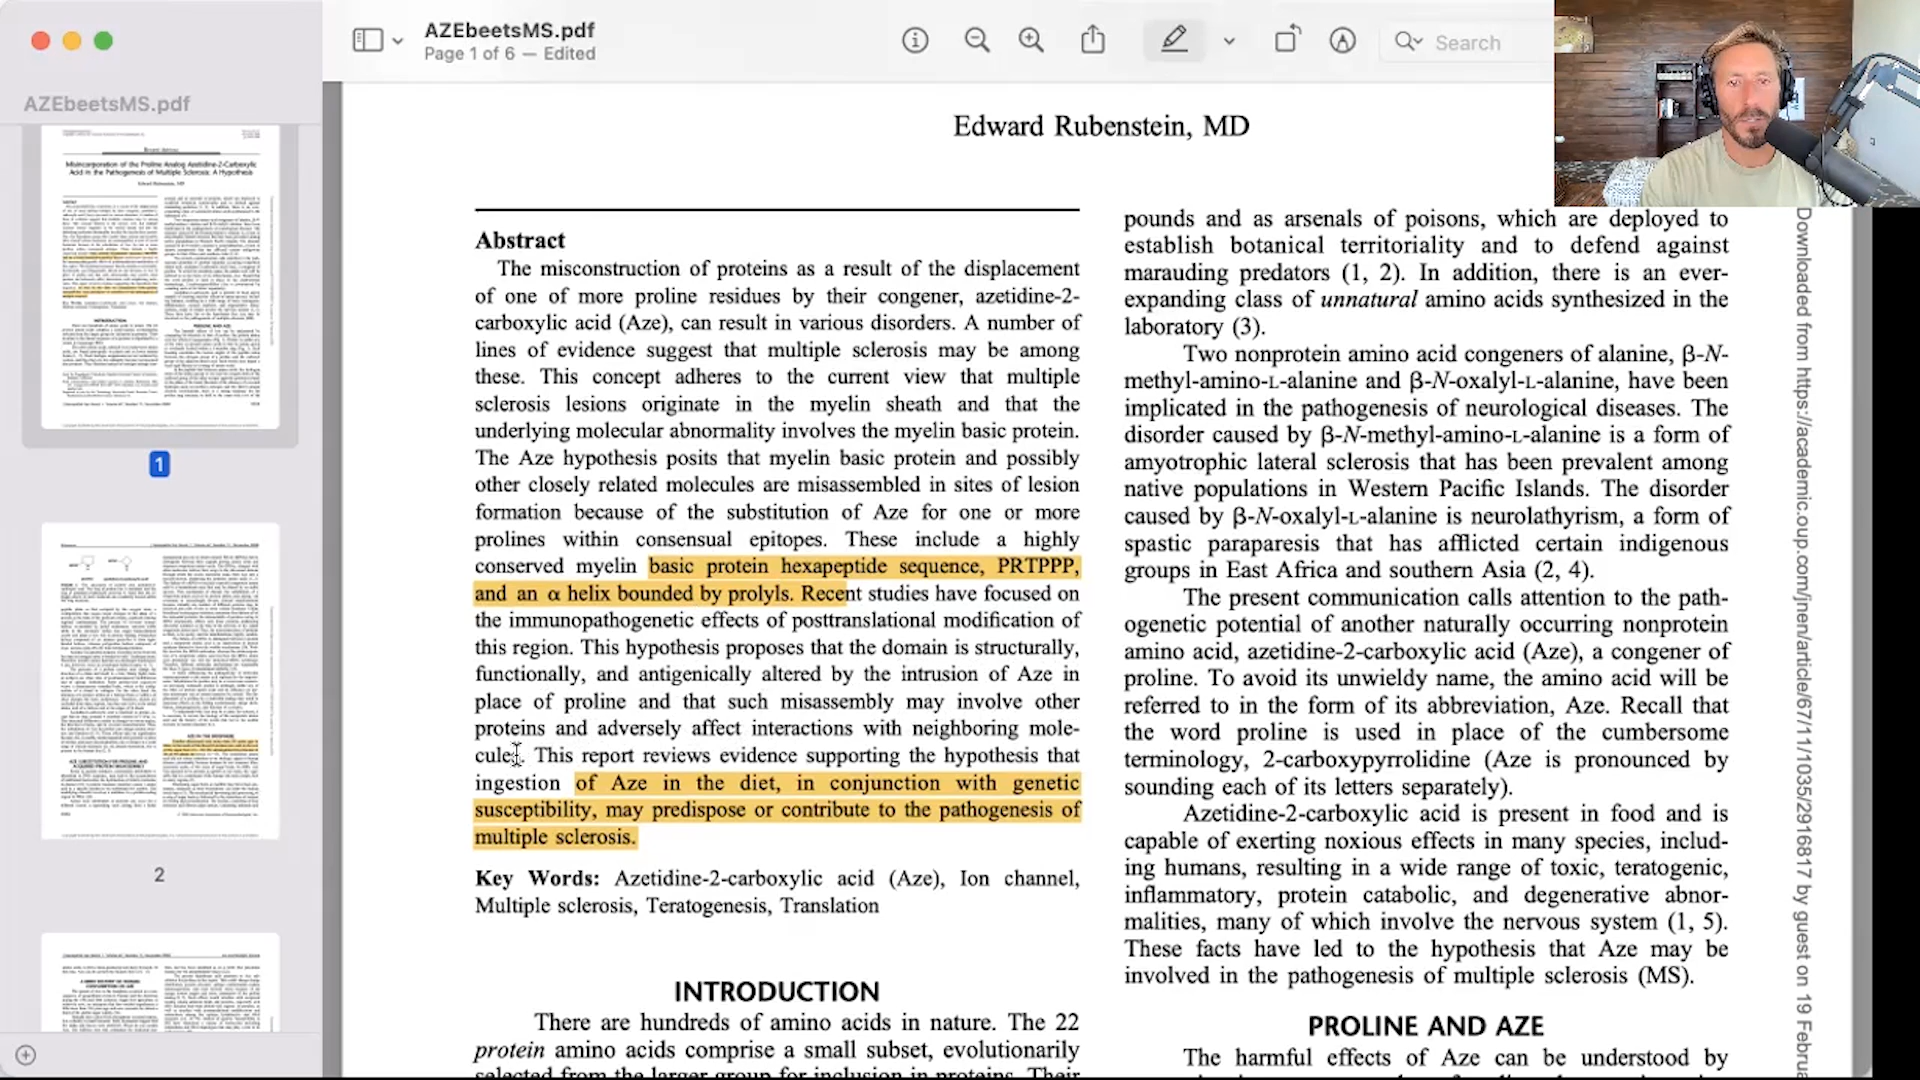 AZEbeetsMS.pdf
Page 1 of 6 — Edited
Search
AZEbeetsMS.pdf
Misincorporation of the Proline Analog Azetidine-2-Carboxylic
Acid in the Pathogenesis of Multiple Sclerosis: A Hypothesis
1
2
Edward Rubenstein, MD
Abstract
The misconstruction of proteins as a result of the displacement
of one of more proline residues by their congener, azetidine-2-
carboxylic acid (Aze), can result in various disorders. A number of
lines of evidence suggest that multiple sclerosis may be among
these. This concept adheres to the current view that multiple
sclerosis lesions originate in the myelin sheath and that the
underlying molecular abnormality involves the myelin basic protein.
The Aze hypothesis posits that myelin basic protein and possibly
other closely related molecules are misassembled in sites of lesion
formation because of the substitution of Aze for one or more
prolines within consensual epitopes. These include a highly
conserved myelin basic protein hexapeptide sequence, PRTPPP,
and an α helix bounded by prolyls. Recent studies have focused on
the immunopathogenetic effects of posttranslational modification of
this region. This hypothesis proposes that the domain is structurally,
functionally, and antigenically altered by the intrusion of Aze in
place of proline and that such misassembly may involve other
proteins and adversely affect interactions with neighboring mole-
cules. This report reviews evidence supporting the hypothesis that
ingestion of Aze in the diet, in conjunction with genetic
susceptibility, may predispose or contribute to the pathogenesis of
multiple sclerosis.
Key Words: Azetidine-2-carboxylic acid (Aze), Ion channel,
Multiple sclerosis, Teratogenesis, Translation
INTRODUCTION
There are hundreds of amino acids in nature. The 22
protein amino acids comprise a small subset, evolutionarily
selected from the larger group for inclusion in proteins. Their
pounds and as arsenals of poisons, which are deployed to
establish botanical territoriality and to defend against
marauding predators (1, 2). In addition, there is an ever-
expanding class of unnatural amino acids synthesized in the
laboratory (3).
Two nonprotein amino acid congeners of alanine, β-N-
methyl-amino-L-alanine and β-N-oxalyl-L-alanine, have been
implicated in the pathogenesis of neurological diseases. The
disorder caused by β-N-methyl-amino-L-alanine is a form of
amyotrophic lateral sclerosis that has been prevalent among
native populations in Western Pacific Islands. The disorder
caused by β-N-oxalyl-L-alanine is neurolathyrism, a form of
spastic paraparesis that has afflicted certain indigenous
groups in East Africa and southern Asia (2, 4).
The present communication calls attention to the path-
ogenetic potential of another naturally occurring nonprotein
amino acid, azetidine-2-carboxylic acid (Aze), a congener of
proline. To avoid its unwieldy name, the amino acid will be
referred to in the form of its abbreviation, Aze. Recall that
the word proline is used in place of the cumbersome
terminology, 2-carboxypyrrolidine (Aze is pronounced by
sounding each of its letters separately).
Azetidine-2-carboxylic acid is present in food and is
capable of exerting noxious effects in many species, includ-
ing humans, resulting in a wide range of toxic, teratogenic,
inflammatory, protein catabolic, and degenerative abnor-
malities, many of which involve the nervous system (1, 5).
These facts have led to the hypothesis that Aze may be
involved in the pathogenesis of multiple sclerosis (MS).
PROLINE AND AZE
The harmful effects of Aze can be understood by
Downloaded from https://academic.oup.com/jnen/article/67/11/1035/2916817 by guest on 19 Februa